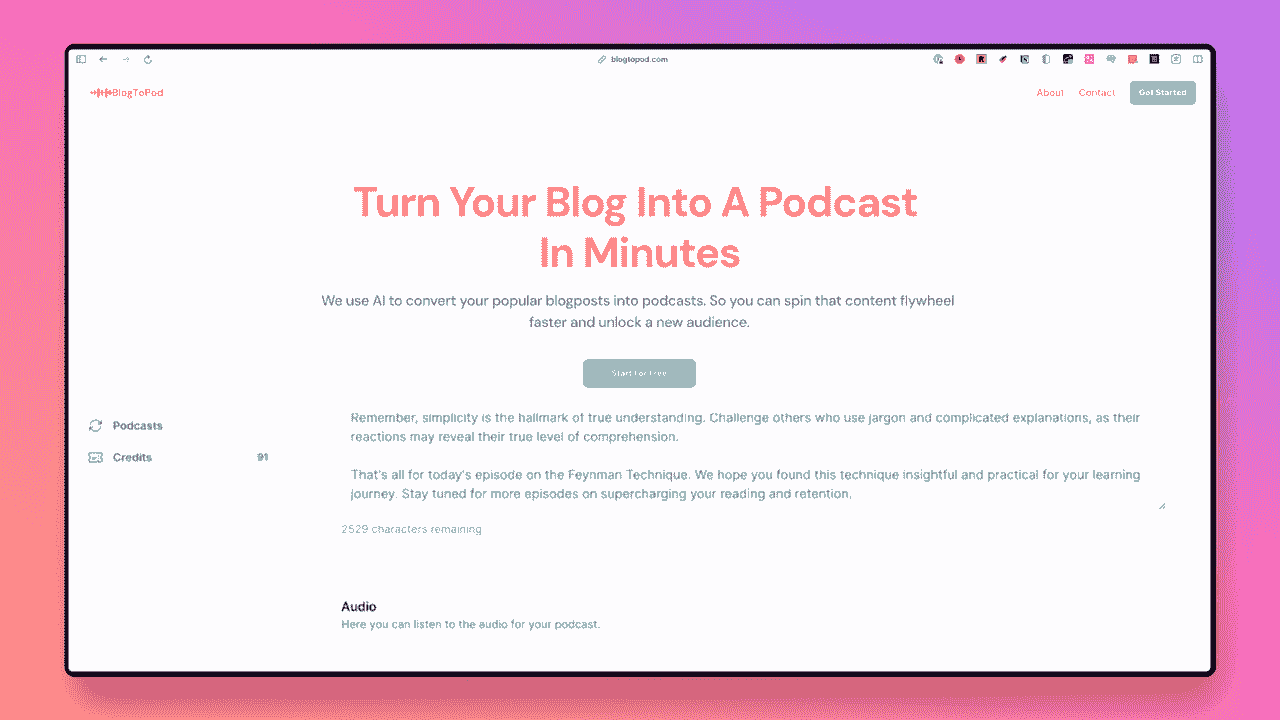 blogtopod.com
BlogToPod
About
Contact
Get Started
Turn Your Blog Into A Podcast
In Minutes
We use AI to convert your popular blogposts into podcasts. So you can spin that content flywheel
faster and unlock a new audience.
Start For Free
Remember, simplicity is the hallmark of true understanding. Challenge others who use jargon and complicated explanations, as their
reactions may reveal their true level of comprehension.
Podcasts
Credits 91
That's all for today's episode on the Feynman Technique. We hope you found this technique insightful and practical for your learning
journey. Stay tuned for more episodes on supercharging your reading and retention.
2529 characters remaining
Audio
Here you can listen to the audio for your podcast.